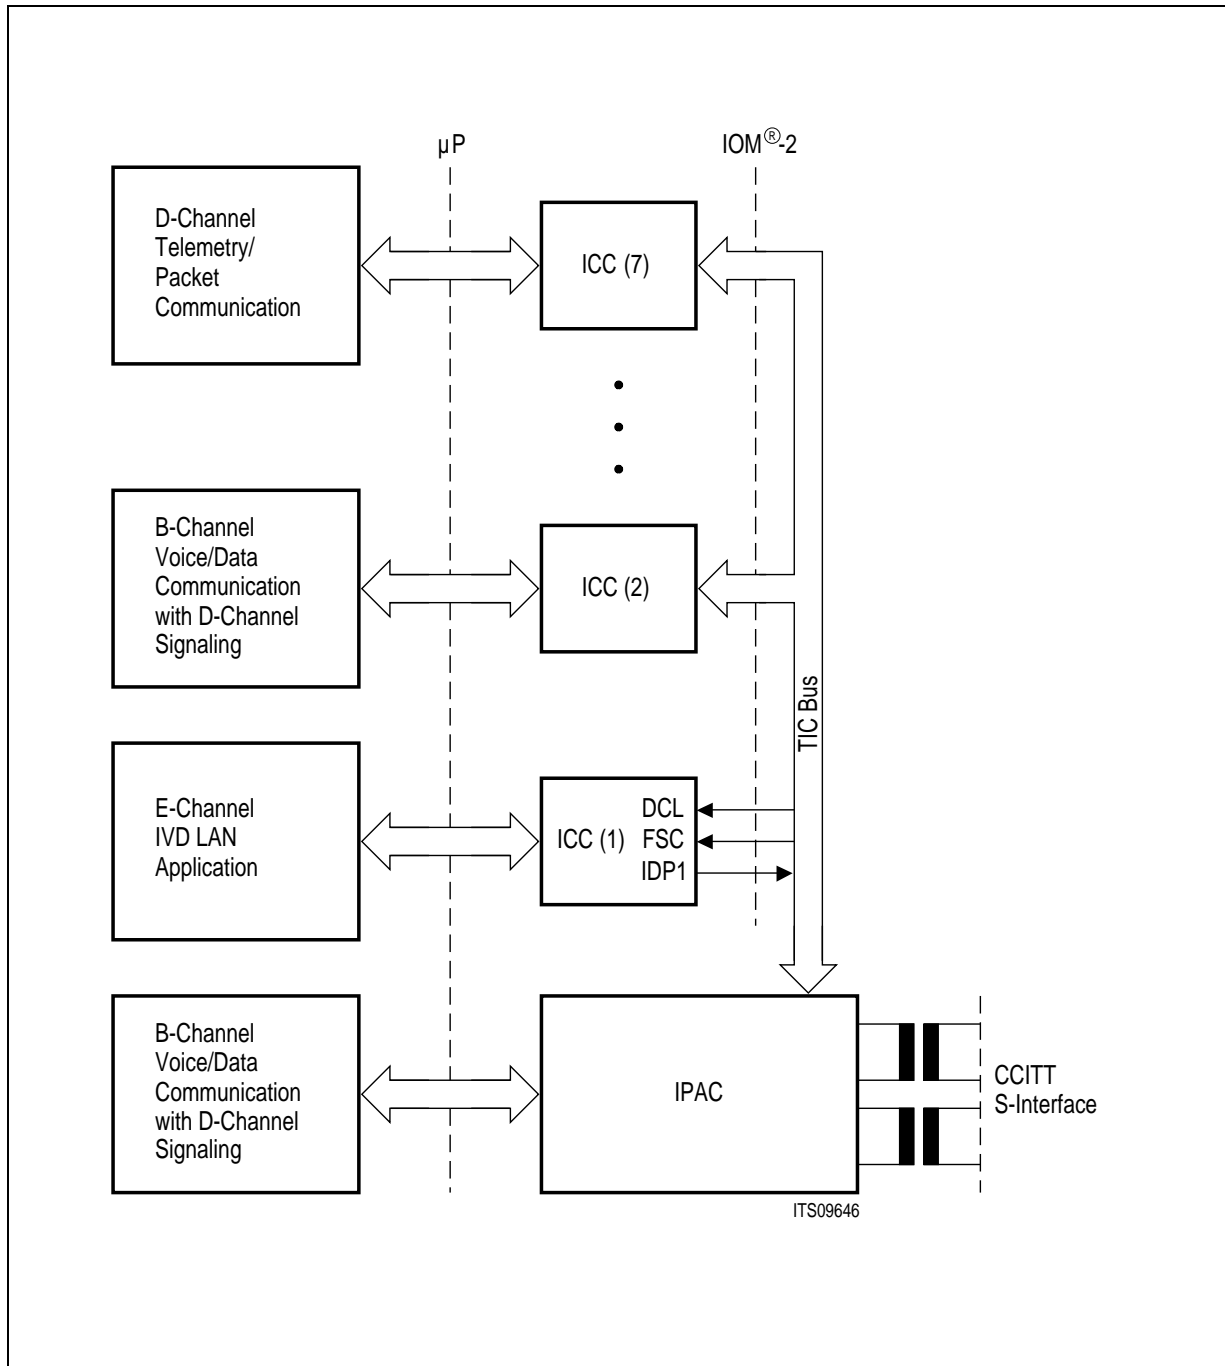 µP
IOM®-2
D-Channel
Telemetry/
Packet
Communication
ICC (7)
B-Channel
Voice/Data
Communication
with D-Channel
Signaling
ICC (2)
TIC Bus
E-Channel
IVD LAN
Application
ICC (1)
DCL
FSC
IDP1
B-Channel
Voice/Data
Communication
with D-Channel
Signaling
IPAC
CCITT
S-Interface
ITS09646